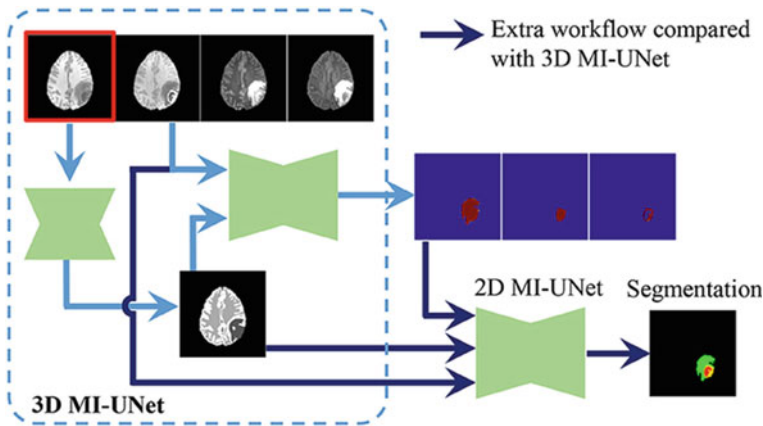 Extra workflow compared
with 3D MI-UNet
2D MI-UNet
Segmentation
3D MI-UNet